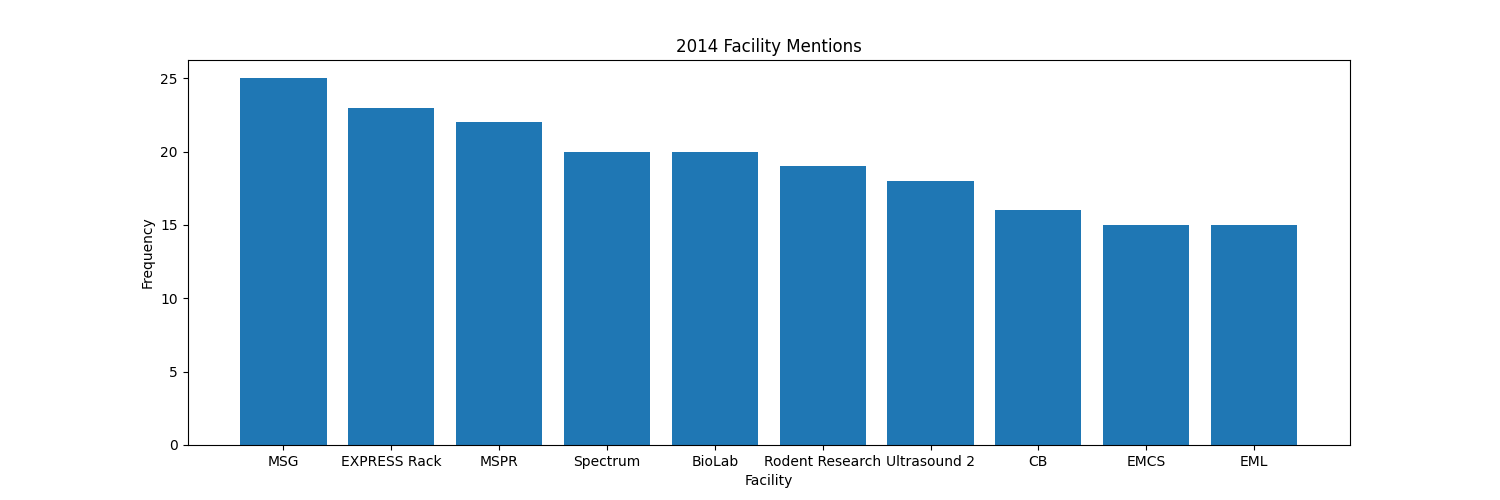 2014 Facility Mentions
Frequency
25
20
15
10
5
0
MSG EXPRESS Rack MSPR Spectrum BioLab Rodent Research Ultrasound 2 CB EMCS EML
Facility